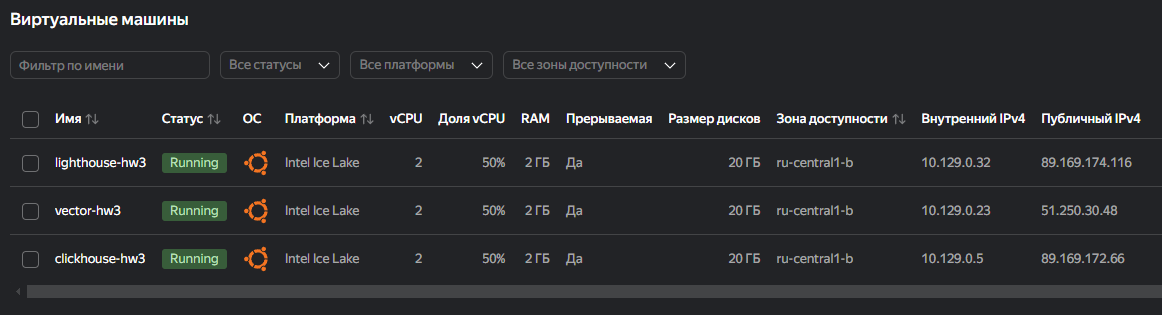 Виртуальные машины
Фильтр по имени Все статусы Все платформы Все зоны доступности
Имя Статус ОС Платформа vCPU Доля vCPU RAM Прерываемая Размер дисков Зона доступности Внутренний IPv4 Публичный IPv4
lighthouse-hw3 Running Intel Ice Lake 2 50% 2 ГБ Да 20 ГБ ru-central1-b 10.129.0.32 89.169.174.116
vector-hw3 Running Intel Ice Lake 2 50% 2 ГБ Да 20 ГБ ru-central1-b 10.129.0.23 51.250.30.48
clickhouse-hw3 Running Intel Ice Lake 2 50% 2 ГБ Да 20 ГБ ru-central1-b 10.129.0.5 89.169.172.66